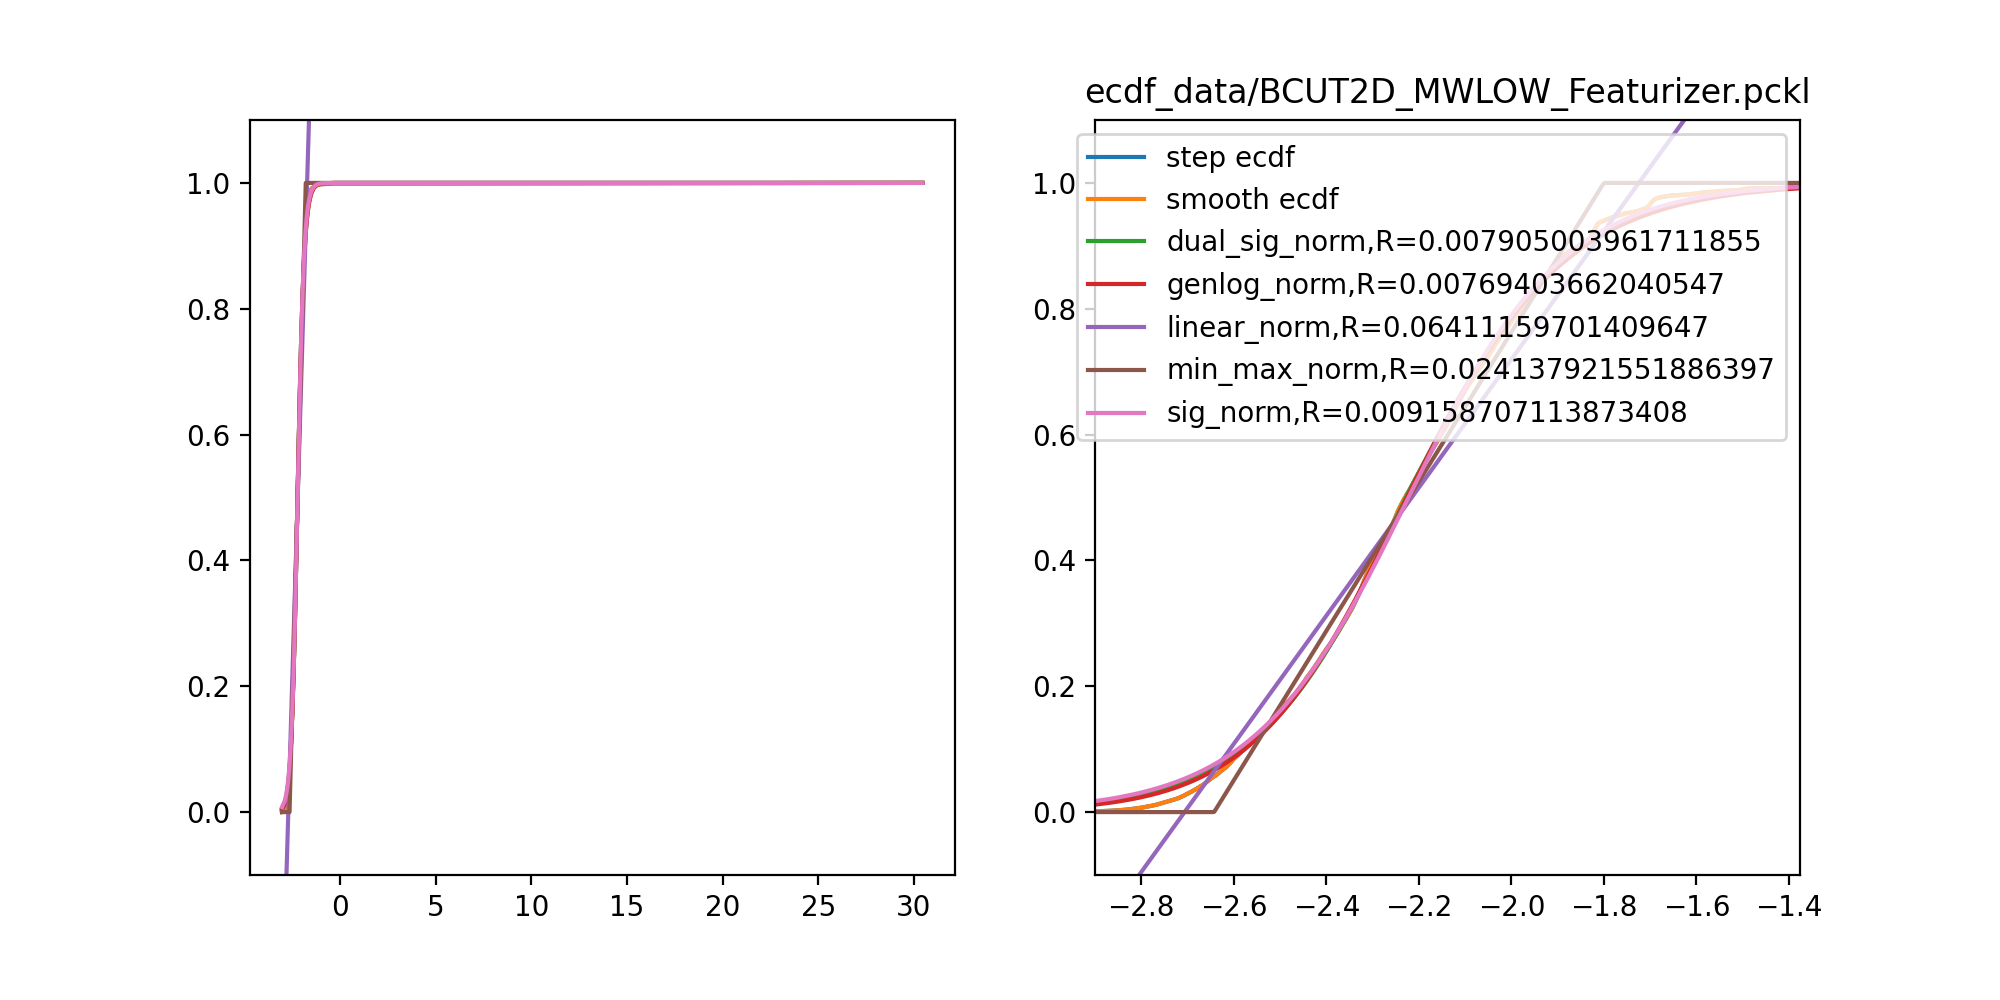 ecdf_data/BCUT2D_MWLOW_Featurizer.pckl
1.0
0.8
0.6
0.4
0.2
0.0
0 5 10 15 20 25 30
1.0
0.8
0.6
0.4
0.2
0.0
−2.8 −2.6 −2.4 −2.2 −2.0 −1.8 −1.6 −1.4
step ecdf
smooth ecdf
dual_sig_norm,R=0.007905003961711855
genlog_norm,R=0.00769403662040547
linear_norm,R=0.06411159701409647
min_max_norm,R=0.024137921551886397
sig_norm,R=0.009158707113873408